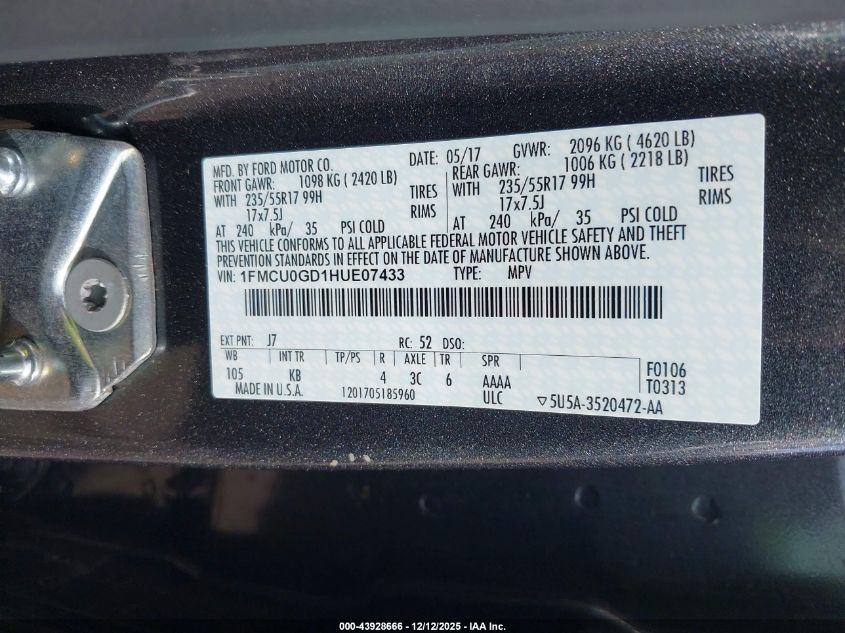 MFD. BY FORD MOTOR CO. DATE: 05/17 GVWR: 2096 KG ( 4620 LB)
FRONT GAWR: 1098 KG ( 2420 LB) REAR GAWR: 1006 KG ( 2218 LB)
WITH 235/55R17 99H TIRES WITH 235/55R17 99H TIRES
17x7.5J RIMS 17x7.5J RIMS
AT 240 kPa/ 35 PSI COLD AT 240 kPa/ 35 PSI COLD
THIS VEHICLE CONFORMS TO ALL APPLICABLE FEDERAL MOTOR VEHICLE SAFETY AND THEFT
PREVENTION STANDARDS IN EFFECT ON THE DATE OF MANUFACTURE SHOWN ABOVE.
VIN: 1FMCU0GD1HUE07433 TYPE: MPV
EXT PNT: J7 RC: 52 DSO:
WB INT TR TP/PS R AXLE TR SPR F0106
105 KB 4 3C 6 AAAA T0313
MADE IN U.S.A. 1201705185960 ULC ▽5U5A-3520472-AA
000-43928666 - 12/12/2025 - IAA Inc.